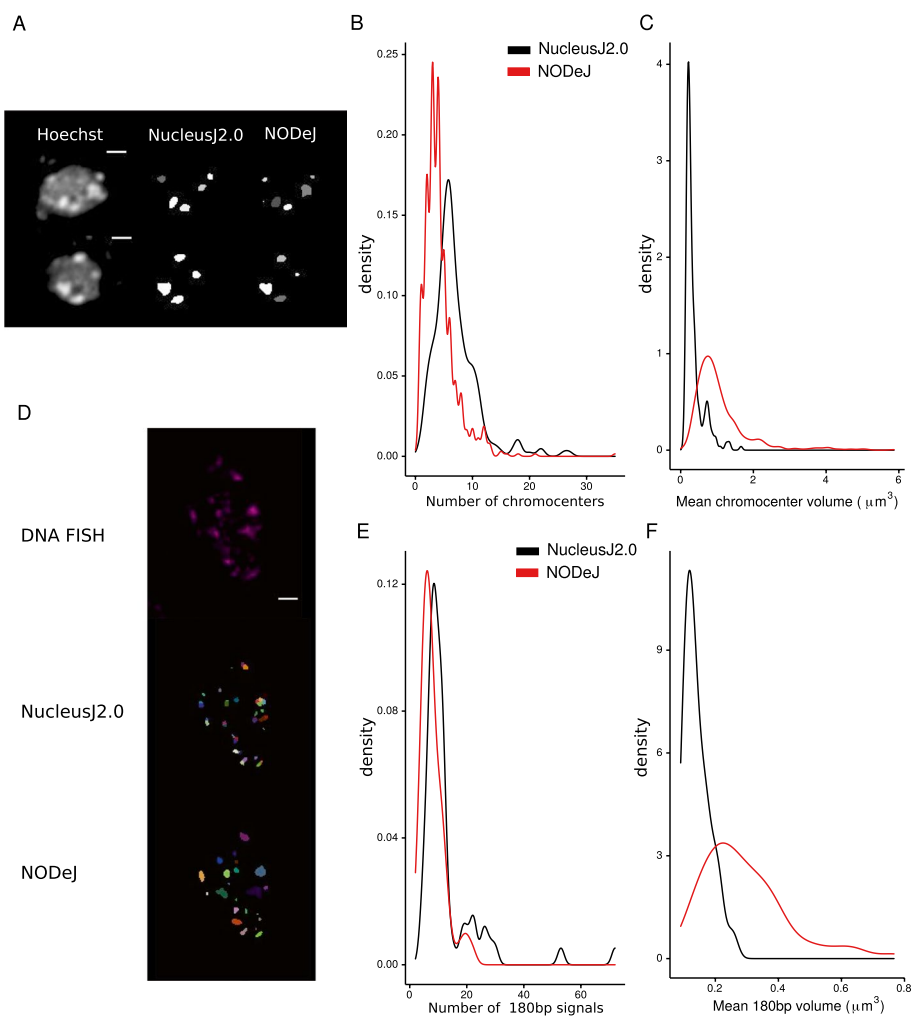 A
Hoechst NucleusJ2.0 NODeJ
B
NucleusJ2.0
NODeJ
0.25
0.20
0.15
0.10
0.05
0.00
density
0 10 20 30
Number of chromocenters
C
4
3
2
1
0
density
0 2 4 6
Mean chromocenter volume ( μm³)
D
DNA FISH
NucleusJ2.0
NODeJ
E
NucleusJ2.0
NODeJ
0.12
0.08
0.04
0.00
density
0 20 40 60
Number of 180bp signals
F
9
6
3
0
density
0.2 0.4 0.6 0.8
Mean 180bp volume (μm³)